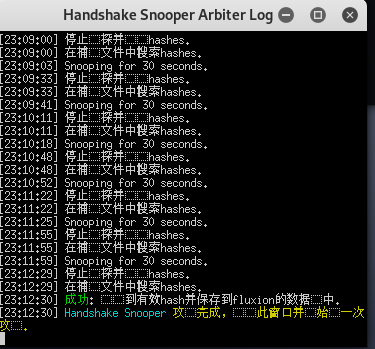 Handshake Snooper Arbiter Log
[23:09:00] 停止 探并 hashes.
[23:09:00] 在捕 文件中搜索hashes.
[23:09:03] Snooping for 30 seconds.
[23:09:33] 停止 探并 hashes.
[23:09:33] 在捕 文件中搜索hashes.
[23:09:41] Snooping for 30 seconds.
[23:10:11] 停止 探并 hashes.
[23:10:11] 在捕 文件中搜索hashes.
[23:10:18] Snooping for 30 seconds.
[23:10:48] 停止 探并 hashes.
[23:10:48] 在捕 文件中搜索hashes.
[23:10:52] Snooping for 30 seconds.
[23:11:22] 停止 探并 hashes.
[23:11:22] 在捕 文件中搜索hashes.
[23:11:25] Snooping for 30 seconds.
[23:11:55] 停止 探并 hashes.
[23:11:55] 在捕 文件中搜索hashes.
[23:11:59] Snooping for 30 seconds.
[23:12:29] 停止 探并 hashes.
[23:12:29] 在捕 文件中搜索hashes.
[23:12:30] 成功: 到有效hash并保存到fluxion的数据 中.
[23:12:30] Handshake Snooper 攻 完成, 此窗口并 始 一次
攻 .